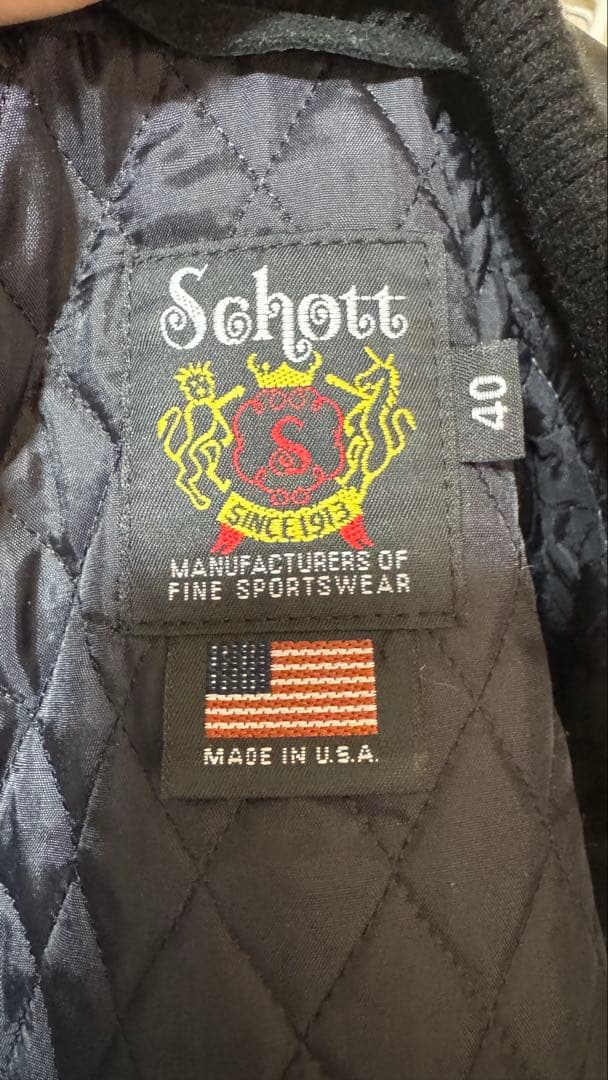 Schott
40
S
SINCE 1913
MANUFACTURERS OF
FINE SPORTSWEAR
MADE IN U.S.A.